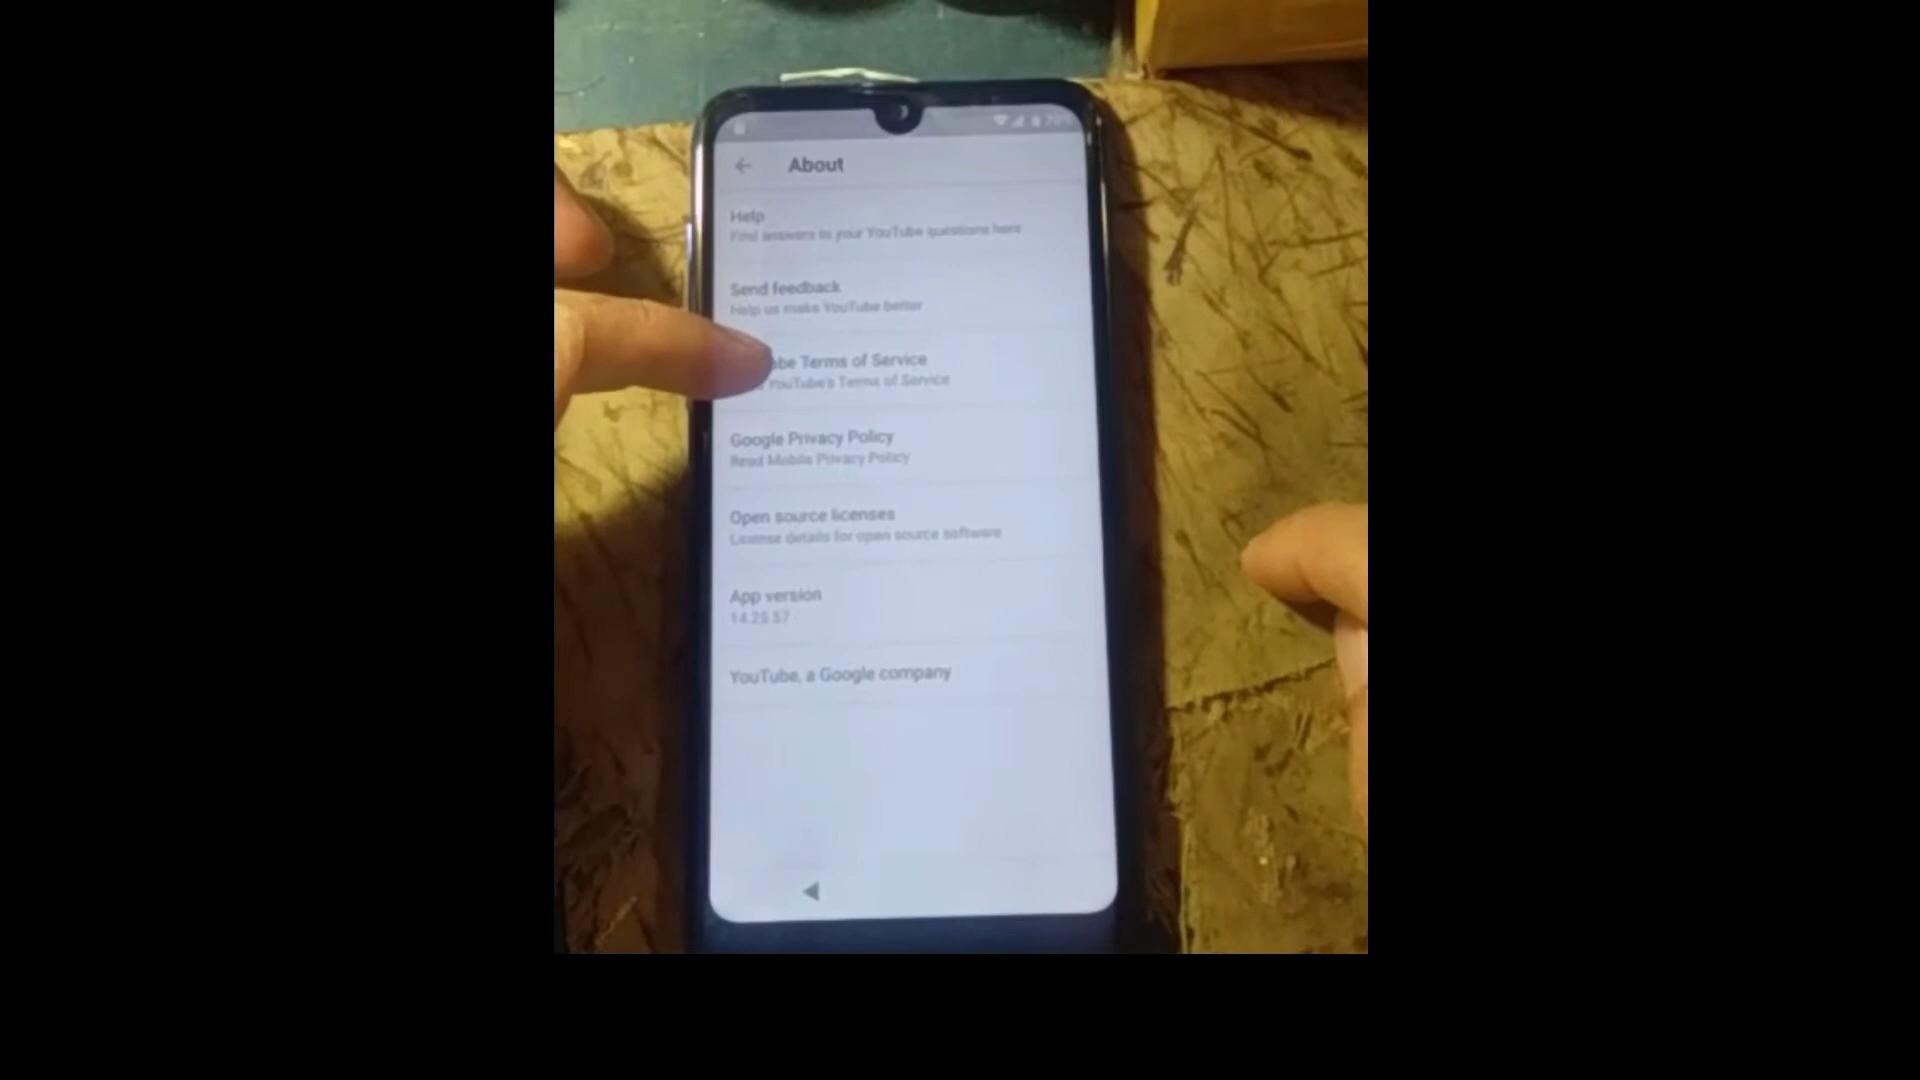 70%
About
Help
Find answers to your YouTube questions here
Send feedback
Help us make YouTube better
be Terms of Service
YouTube's Terms of Service
Google Privacy Policy
Read Mobile Privacy Policy
Open source licenses
License details for open source software
App version
14.25.57
YouTube, a Google company